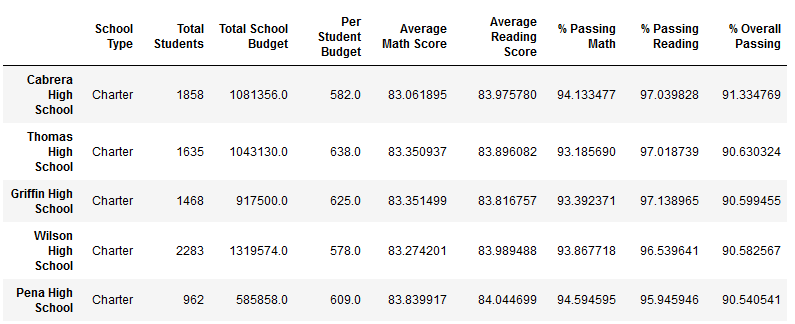 School Type Total Students Total School Budget Per Student Budget Average Math Score Average Reading Score % Passing Math % Passing Reading % Overall Passing
Cabrera High School Charter 1858 1081356.0 582.0 83.061895 83.975780 94.133477 97.039828 91.334769
Thomas High School Charter 1635 1043130.0 638.0 83.350937 83.896082 93.185690 97.018739 90.630324
Griffin High School Charter 1468 917500.0 625.0 83.351499 83.816757 93.392371 97.138965 90.599455
Wilson High School Charter 2283 1319574.0 578.0 83.274201 83.989488 93.867718 96.539641 90.582567
Pena High School Charter 962 585858.0 609.0 83.839917 84.044699 94.594595 95.945946 90.540541